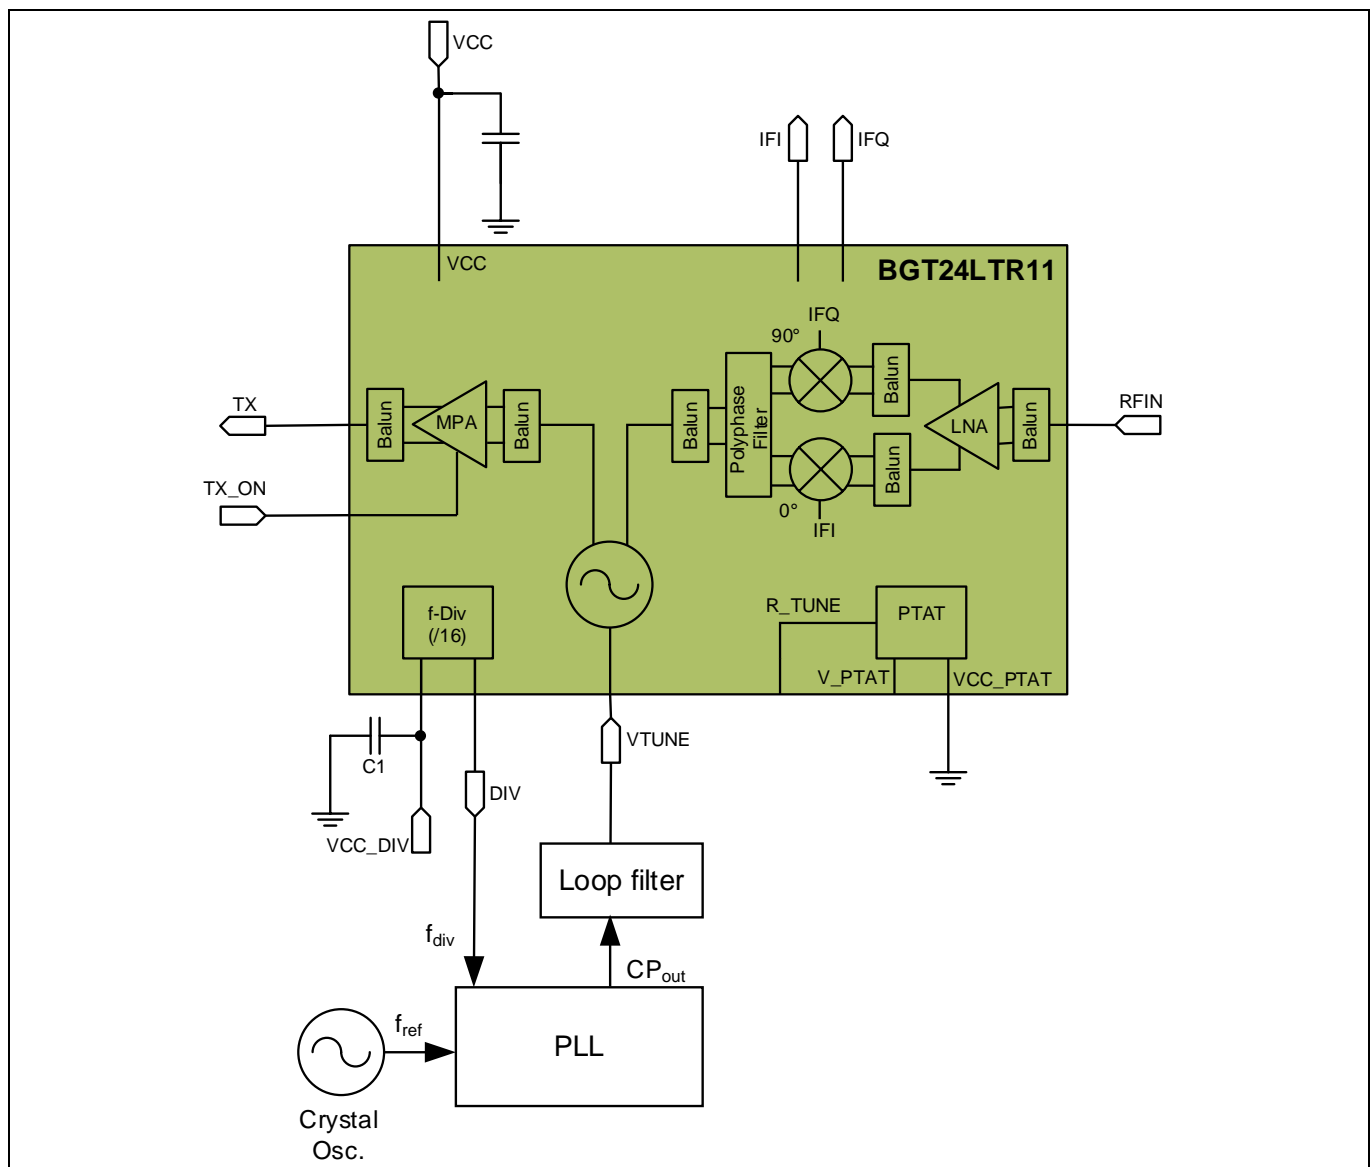 VCC
IFI
IFQ
VCC
BGT24LTR11
IFQ
90°
Balun
Polyphase
Filter
Balun
LNA
Balun
RFIN
TX
Balun
MPA
Balun
Balun
0°
IFI
TX_ON
f-Div
(/16)
R_TUNE
PTAT
V_PTAT
VCC_PTAT
C1
VTUNE
DIV
VCC_DIV
Loop filter
fdiv
CPout
fref
PLL
Crystal
Osc.